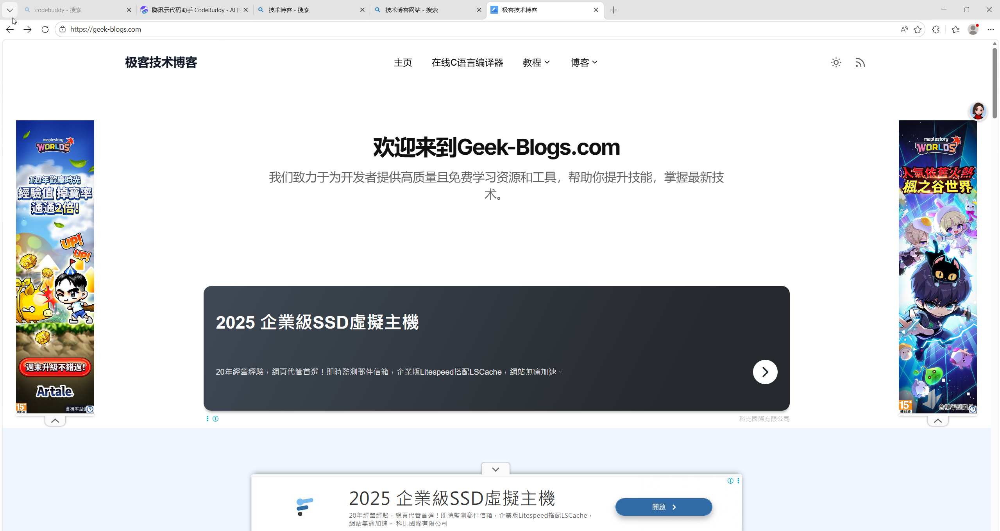 codebuddy - 搜索
腾讯云代码助手 CodeBuddy - AI
技术博客 - 搜索
技术博客网站 - 搜索
极客技术博客
https://geek-blogs.com
极客技术博客
主页
在线C语言编译器
教程
博客
欢迎来到Geek-Blogs.com
我们致力于为开发者提供高质量且免费学习资源和工具，帮助你提升技能，掌握最新技
术。
maplestory
WORLDS
1週年歡慶時光
經驗值 掉寶率
通通2倍!
UP!
UP!
週末升級不錯過!
Artale
15+
輔15級
含機率型道
maplestory
WORLDS
人氣依舊火熱
楓之谷世界
15+
輔15級
含機率型道
2025 企業級SSD虛擬主機
20年經營經驗，網頁代管首選！即時監測郵件信箱，企業版Litespeed搭配LSCache，網站無痛加速。
科比國際有限公司
2025 企業級SSD虛擬主機
20年經營經驗，網頁代管首選！即時監測郵件信箱，企業版Litespeed搭配LSCache，
網站無痛加速。 科比國際有限公司
開啟